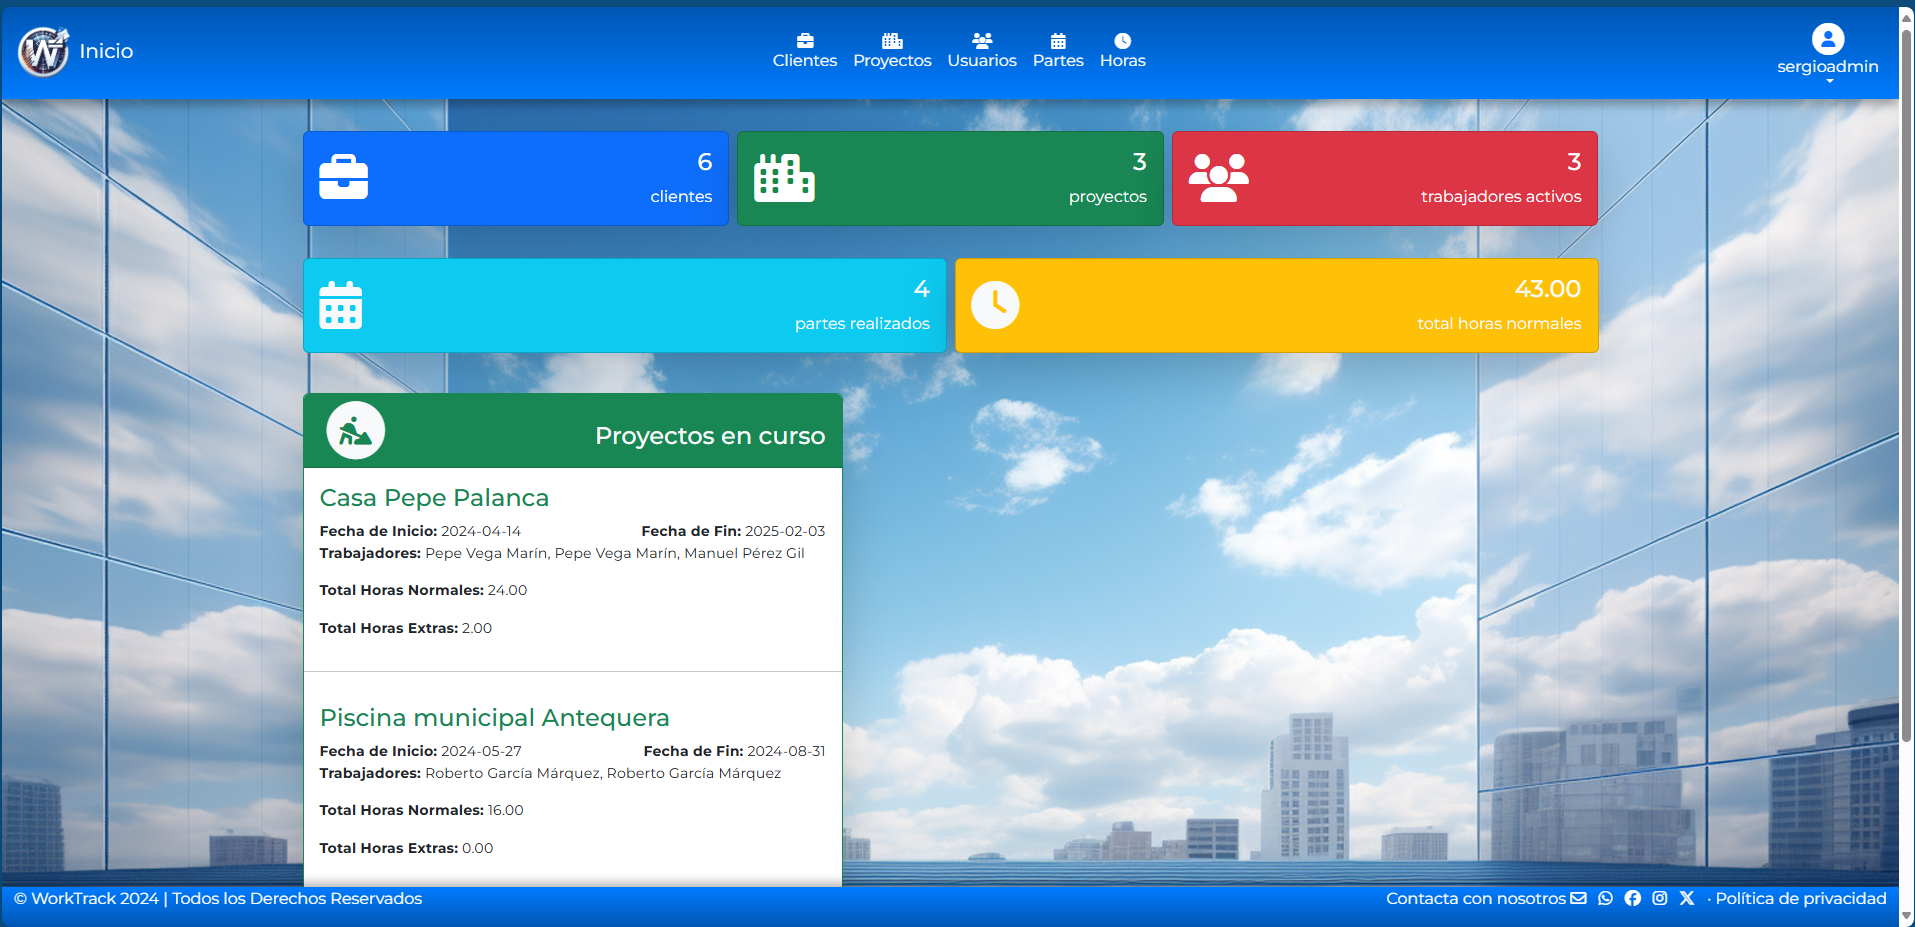 W Inicio
Clientes Proyectos Usuarios Partes Horas
sergioadmin
6
clientes
3
proyectos
3
trabajadores activos
4
partes realizados
43.00
total horas normales
Proyectos en curso
Casa Pepe Palanca
Fecha de Inicio: 2024-04-14 Fecha de Fin: 2025-02-03
Trabajadores: Pepe Vega Marín, Pepe Vega Marín, Manuel Pérez Gil
Total Horas Normales: 24.00
Total Horas Extras: 2.00
Piscina municipal Antequera
Fecha de Inicio: 2024-05-27 Fecha de Fin: 2024-08-31
Trabajadores: Roberto García Márquez, Roberto García Márquez
Total Horas Normales: 16.00
Total Horas Extras: 0.00
© WorkTrack 2024 | Todos los Derechos Reservados
Contacta con nosotros · Política de privacidad